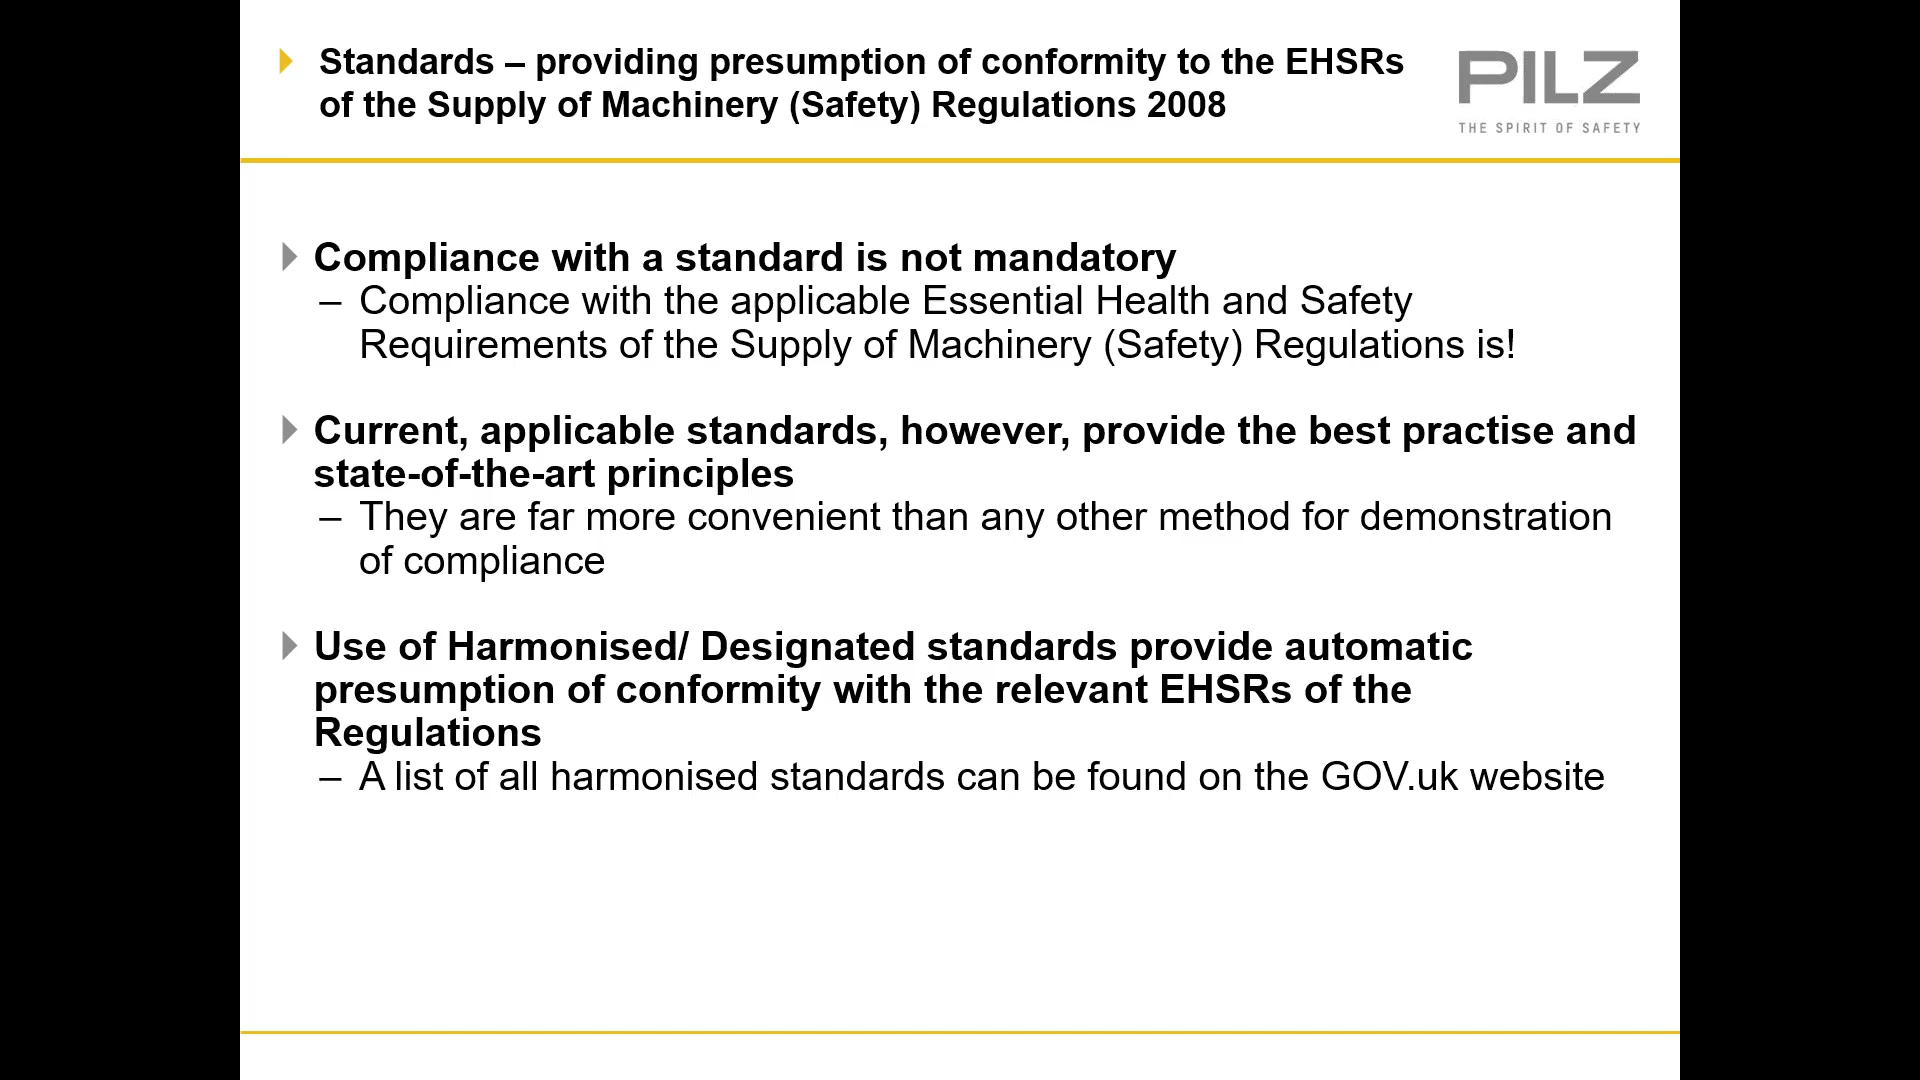 Standards – providing presumption of conformity to the EHSRs
of the Supply of Machinery (Safety) Regulations 2008
PILZ
THE SPIRIT OF SAFETY
Compliance with a standard is not mandatory
– Compliance with the applicable Essential Health and Safety
Requirements of the Supply of Machinery (Safety) Regulations is!
Current, applicable standards, however, provide the best practise and
state-of-the-art principles
– They are far more convenient than any other method for demonstration
of compliance
Use of Harmonised/ Designated standards provide automatic
presumption of conformity with the relevant EHSRs of the
Regulations
– A list of all harmonised standards can be found on the GOV.uk website